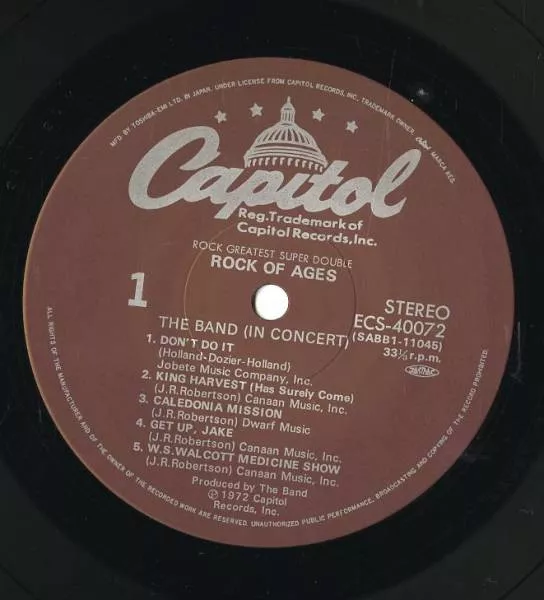 MF'D. BY TOSHIBA-EMI LTD. IN JAPAN, UNDER LICENSE FROM CAPITOL RECORDS, INC. TRADEMARK OWNER. Capitol MARCA REG.
Capitol
Reg.Trademark of
Capitol Records,Inc.
ROCK GREATEST SUPER DOUBLE
ROCK OF AGES
1
STEREO
ECS-40072
(SABB1-11045)
33⅓r.p.m.
THE BAND (IN CONCERT)
1. DON'T DO IT
(Holland-Dozier-Holland)
Jobete Music Company, Inc.
2. KING HARVEST (Has Surely Come)
(J.R.Robertson) Canaan Music, Inc.
3. CALEDONIA MISSION
(J.R.Robertson) Dwarf Music
4. GET UP, JAKE
(J.R.Robertson) Canaan Music, Inc.
5. W.S.WALCOTT MEDICINE SHOW
(J.R.Robertson) Canaan Music, Inc.
Produced by The Band
℗ 1972 Capitol
Records, Inc.
ALL RIGHTS OF THE MANUFACTURER AND OF THE OWNER OF THE RECORDED WORK ARE RESERVED. UNAUTHORIZED PUBLIC PERFORMANCE, BROADCASTING AND COPYING OF THIS RECORD PROHIBITED.